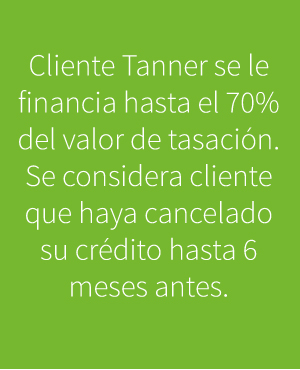 Cliente Tanner se le
financia hasta el 70%
del valor de tasación.
Se considera cliente
que haya cancelado
su crédito hasta 6
meses antes.